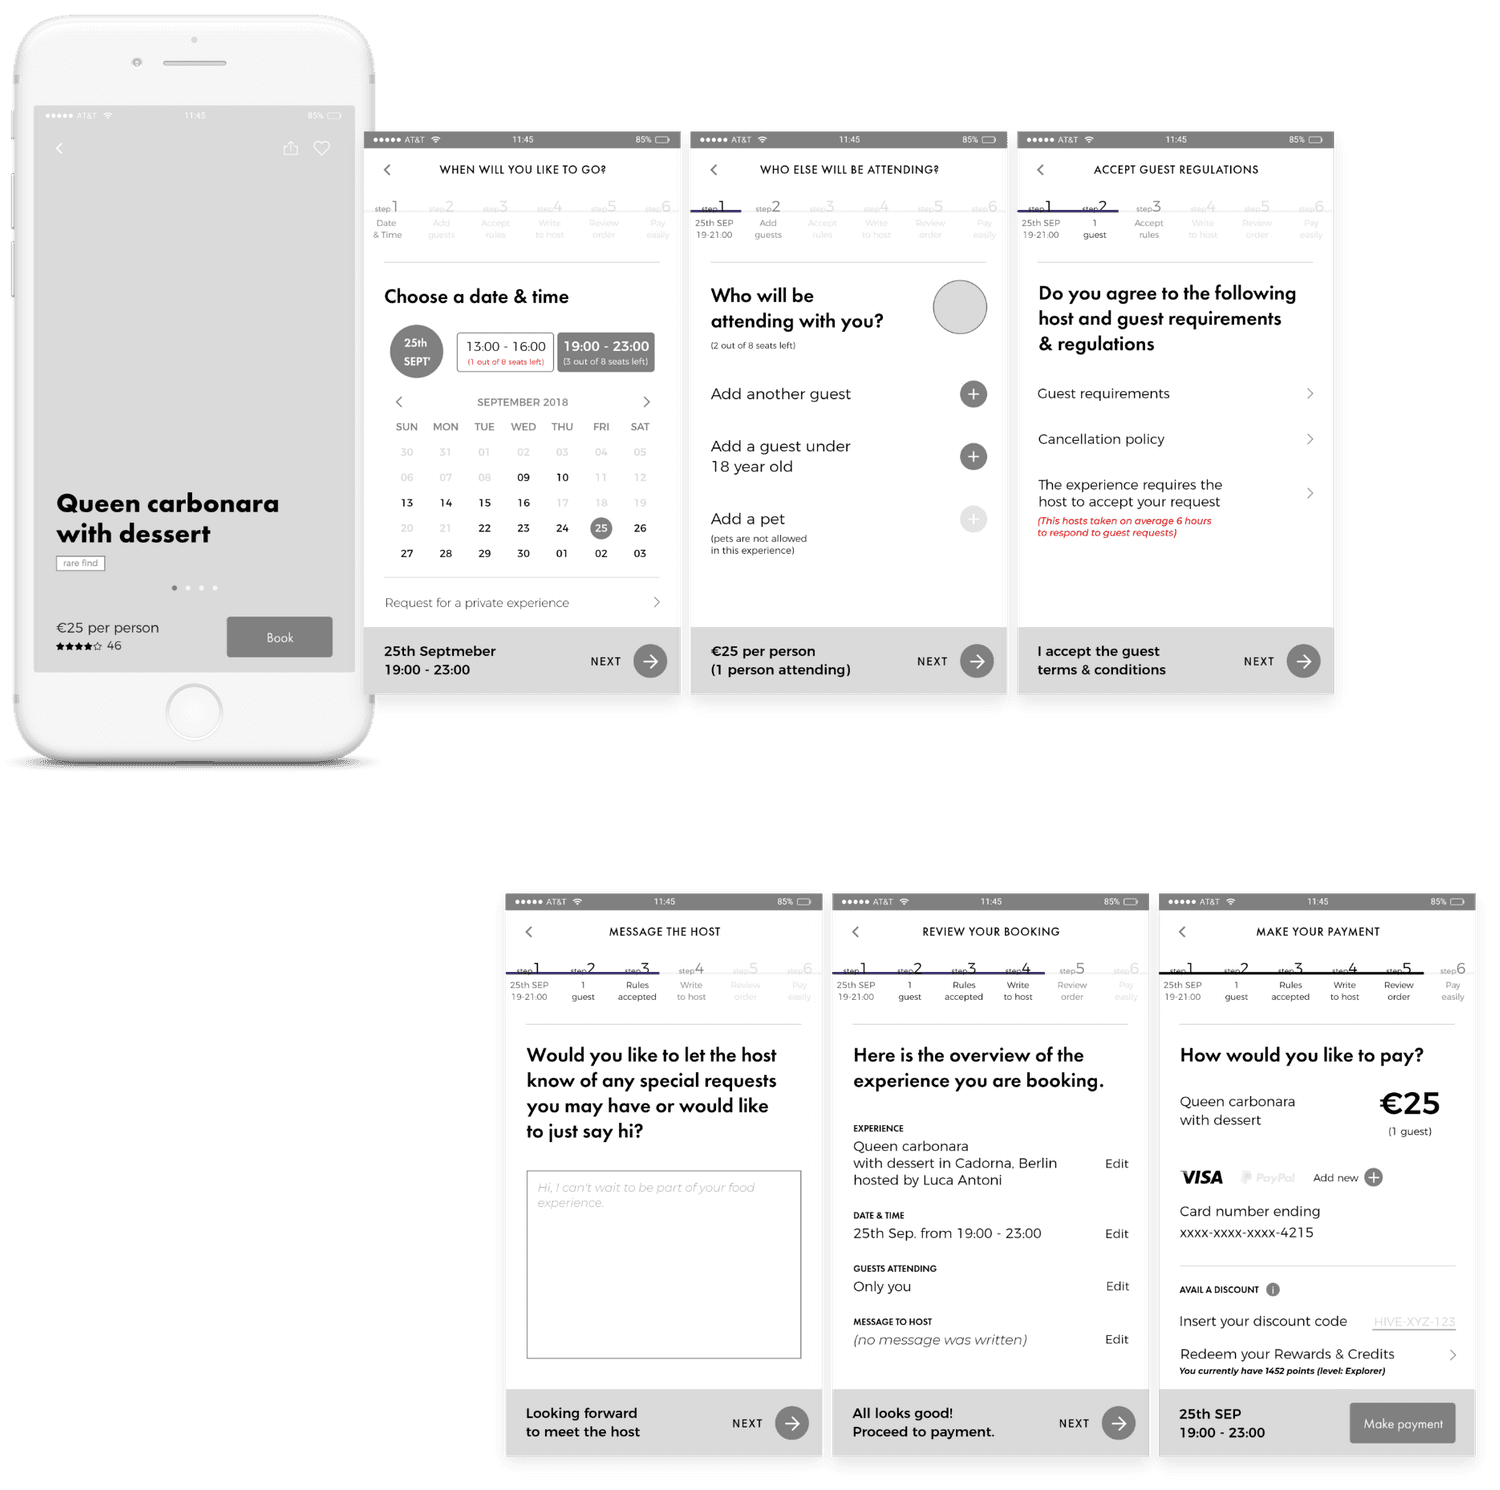 AT&T 11:45 85%
Queen carbonara
with dessert
rare find
€25 per person
46
Book
AT&T 11:45 85%
WHEN WILL YOU LIKE TO GO?
step1 step2 step3 step4 step5 step6
Date Add Accept Write Review Pay
& Time guests rules to host order easily
Choose a date & time
25th
SEPT'
13:00 - 16:00
(1 out of 8 seats left)
19:00 - 23:00
(3 out of 8 seats left)
SEPTEMBER 2018
SUN MON TUE WED THU FRI SAT
30 31 01 02 03 04 05
06 07 08 09 10 11 12
13 14 15 16 17 18 19
20 21 22 23 24 25 26
27 28 29 30 01 02 03
Request for a private experience
25th Septmeber
19:00 - 23:00
NEXT
AT&T 11:45 85%
WHO ELSE WILL BE ATTENDING?
step1 step2 step3 step4 step5 step6
25th SEP Add Accept Write Review Pay
19-21:00 guests rules to host order easily
Who will be
attending with you?
(2 out of 8 seats left)
Add another guest
Add a guest under
18 year old
Add a pet
(pets are not allowed
in this experience)
€25 per person
(1 person attending)
NEXT
AT&T 11:45 85%
ACCEPT GUEST REGULATIONS
step1 step2 step3 step4 step5 step6
25th SEP 1 Accept Write Review Pay
19-21:00 guest rules to host order easily
Do you agree to the following
host and guest requirements
& regulations
Guest requirements
Cancellation policy
The experience requires the
host to accept your request
(This hosts taken on average 6 hours
to respond to guest requests)
I accept the guest
terms & conditions
NEXT
AT&T 11:45 85%
MESSAGE THE HOST
step1 step2 step3 step4 step5 step6
25th SEP 1 Rules Write Review Pay
19-21:00 guest accepted to host order easily
Would you like to let the host
know of any special requests
you may have or would like
to just say hi?
Hi, I can't wait to be part of your food
experience.
Looking forward
to meet the host
NEXT
AT&T 11:45 85%
REVIEW YOUR BOOKING
step1 step2 step3 step4 step5 step6
25th SEP 1 Rules Write Review Pay
19-21:00 guest accepted to host order easily
Here is the overview of the
experience you are booking.
EXPERIENCE
Queen carbonara
with dessert in Cadorna, Berlin
hosted by Luca Antoni
Edit
DATE & TIME
25th Sep. from 19:00 - 23:00 Edit
GUESTS ATTENDING
Only you Edit
MESSAGE TO HOST
(no message was written) Edit
All looks good!
Proceed to payment.
NEXT
AT&T 11:45 85%
MAKE YOUR PAYMENT
step1 step2 step3 step4 step5 step6
25th SEP 1 Rules Write Review Pay
19-21:00 guest accepted to host order easily
How would you like to pay?
Queen carbonara
with dessert
€25
(1 guest)
VISA PayPal Add new
Card number ending
xxxx-xxxx-xxxx-4215
AVAIL A DISCOUNT i
Insert your discount code HIVE-XYZ-123
Redeem your Rewards & Credits
You currently have 1452 points (level: Explorer)
25th SEP
19:00 - 23:00
Make payment